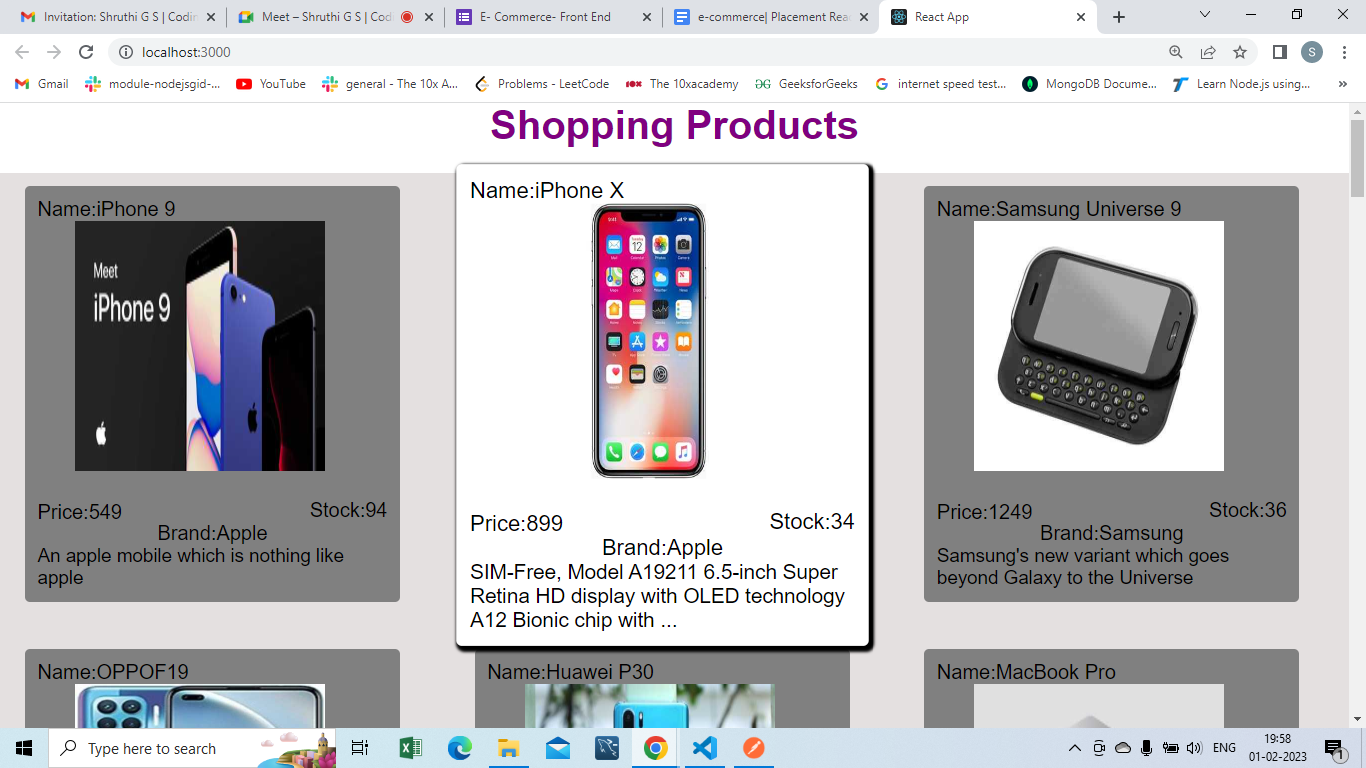 Invitation: Shruthi G S | Codin
Meet – Shruthi G S | Cod
E- Commerce- Front End
e-commerce| Placement Rea
React App
localhost:3000
S
Gmail
module-nodejsgid-...
YouTube
general - The 10x A...
Problems - LeetCode
The 10xacademy
GeeksforGeeks
internet speed test...
MongoDB Docume...
Learn Node.js using...
»
Shopping Products
Name:iPhone 9
Meet
iPhone 9
Price:549
Stock:94
Brand:Apple
An apple mobile which is nothing like
apple
Name:iPhone X
9:41
12
Price:899
Stock:34
Brand:Apple
SIM-Free, Model A19211 6.5-inch Super
Retina HD display with OLED technology
A12 Bionic chip with ...
Name:Samsung Universe 9
Price:1249
Stock:36
Brand:Samsung
Samsung's new variant which goes
beyond Galaxy to the Universe
Name:OPPOF19
Name:Huawei P30
Name:MacBook Pro
Type here to search
ENG
19:58
01-02-2023
1